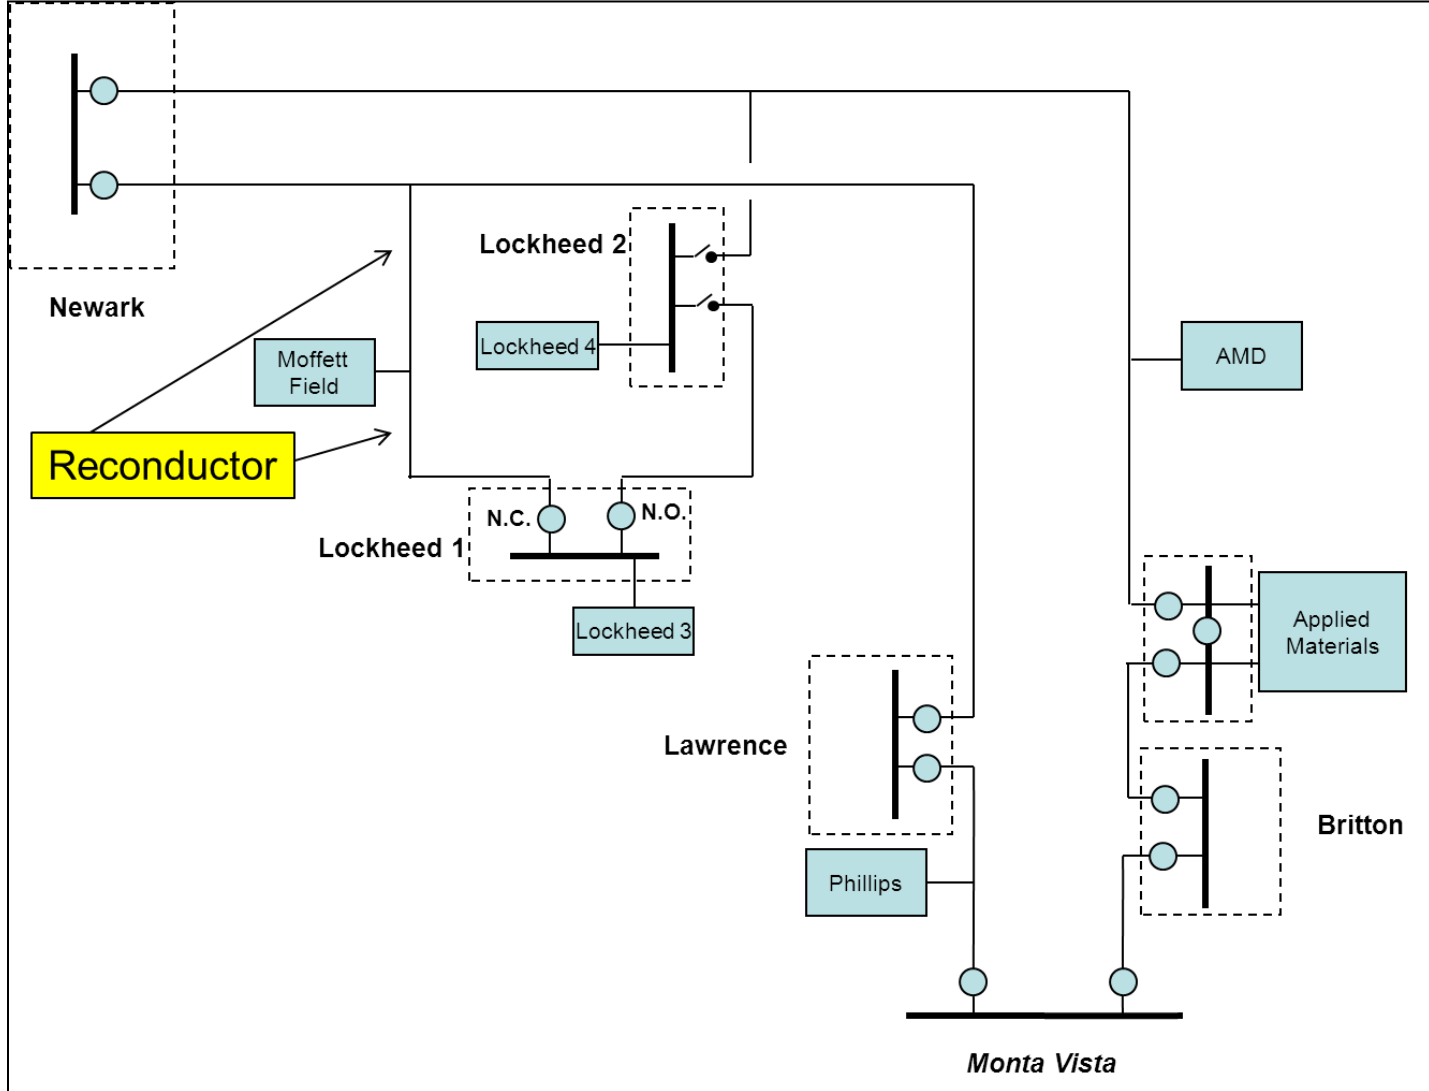 Newark
Lockheed 2
Lockheed 4
Moffett
Field
AMD
Reconductor
N.C.
N.O.
Lockheed 1
Lockheed 3
Applied
Materials
Lawrence
Britton
Phillips
Monta Vista